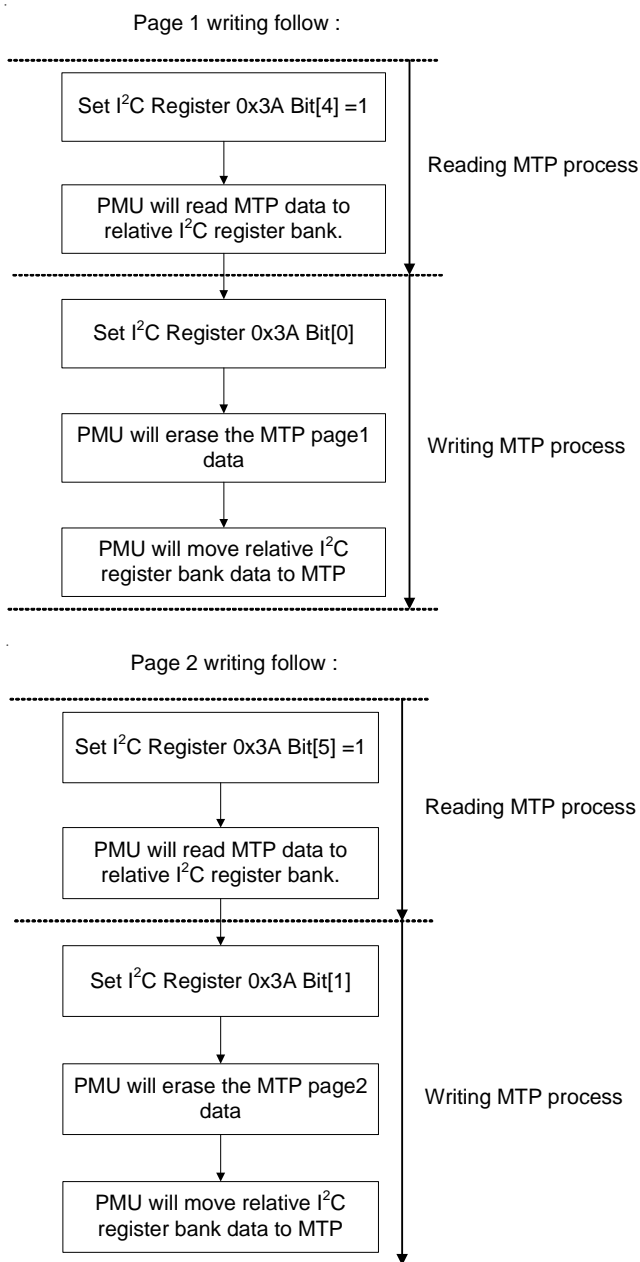 Page 1 writing follow :
Set I²C Register 0x3A Bit[4] =1
Reading MTP process
PMU will read MTP data to
relative I²C register bank.
Set I²C Register 0x3A Bit[0]
PMU will erase the MTP page1
data
Writing MTP process
PMU will move relative I²C
register bank data to MTP
Page 2 writing follow :
Set I²C Register 0x3A Bit[5] =1
Reading MTP process
PMU will read MTP data to
relative I²C register bank.
Set I²C Register 0x3A Bit[1]
PMU will erase the MTP page2
data
Writing MTP process
PMU will move relative I²C
register bank data to MTP